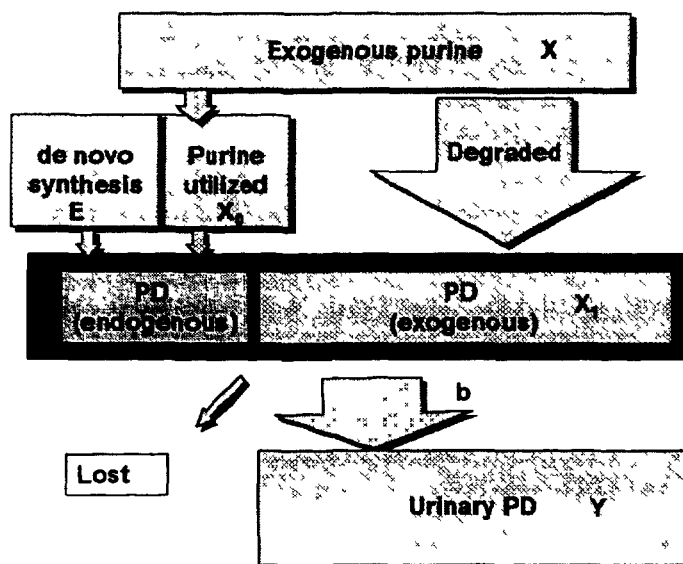 Exogenous purine X
de novo
synthesis
E
Purine
utilized
X₀
Degraded
PD
(endogenous)
PD
(exogenous) X₁
b
Lost
Urinary PD Y